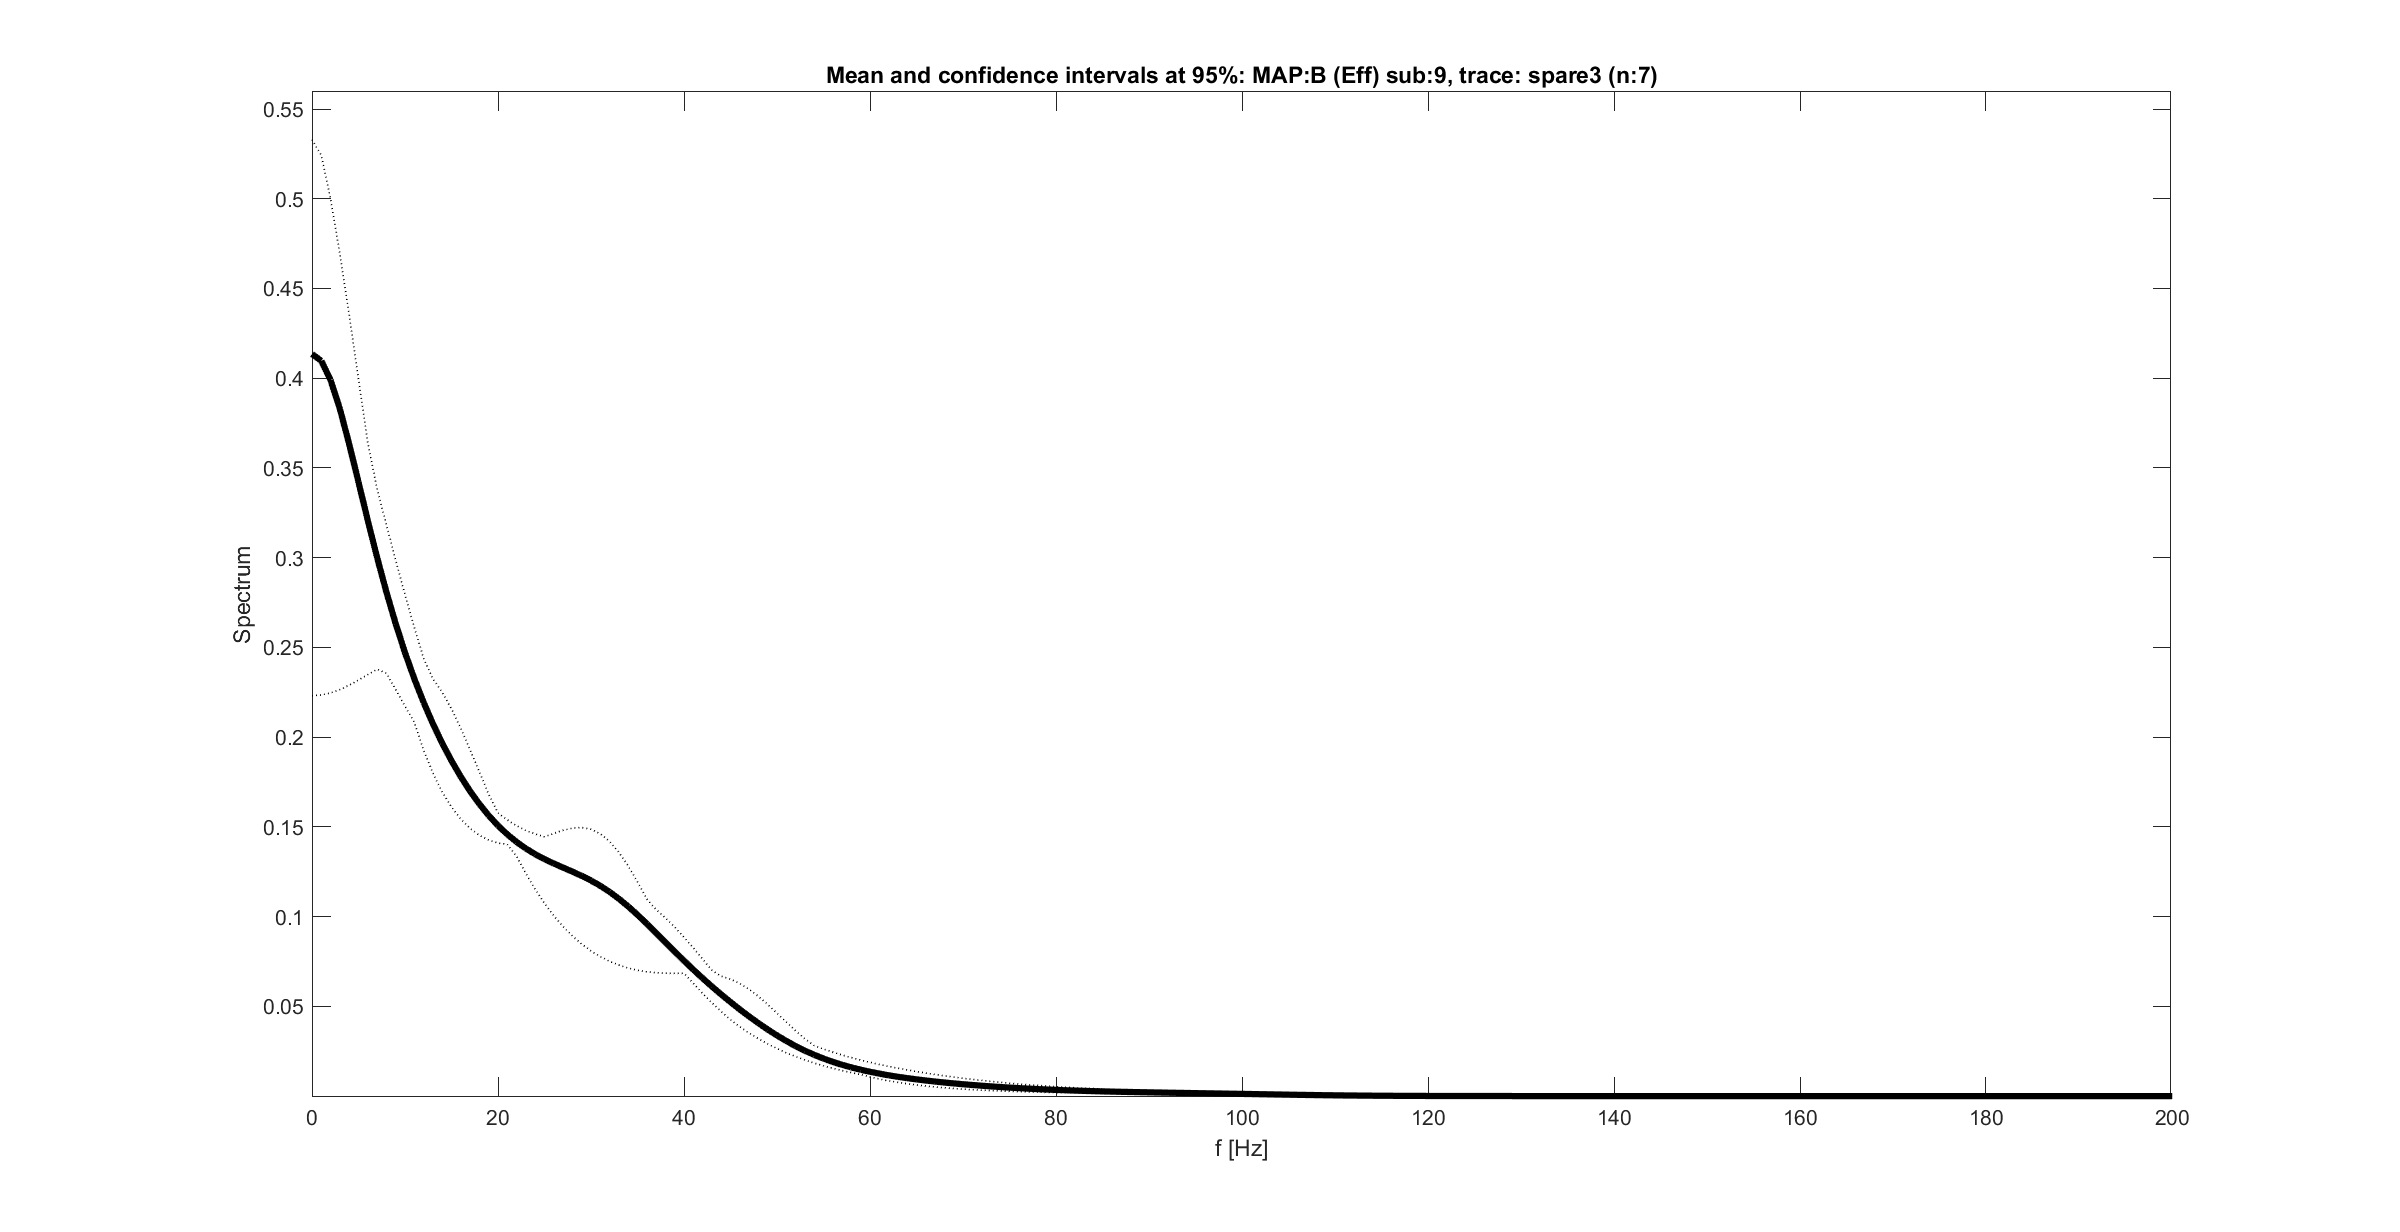 Mean and confidence intervals at 95%: MAP:B (Eff) sub:9, trace: spare3 (n:7)
0.55
0.5
0.45
0.4
0.35
0.3
0.25
0.2
0.15
0.1
0.05
Spectrum
0 20 40 60 80 100 120 140 160 180 200
f [Hz]